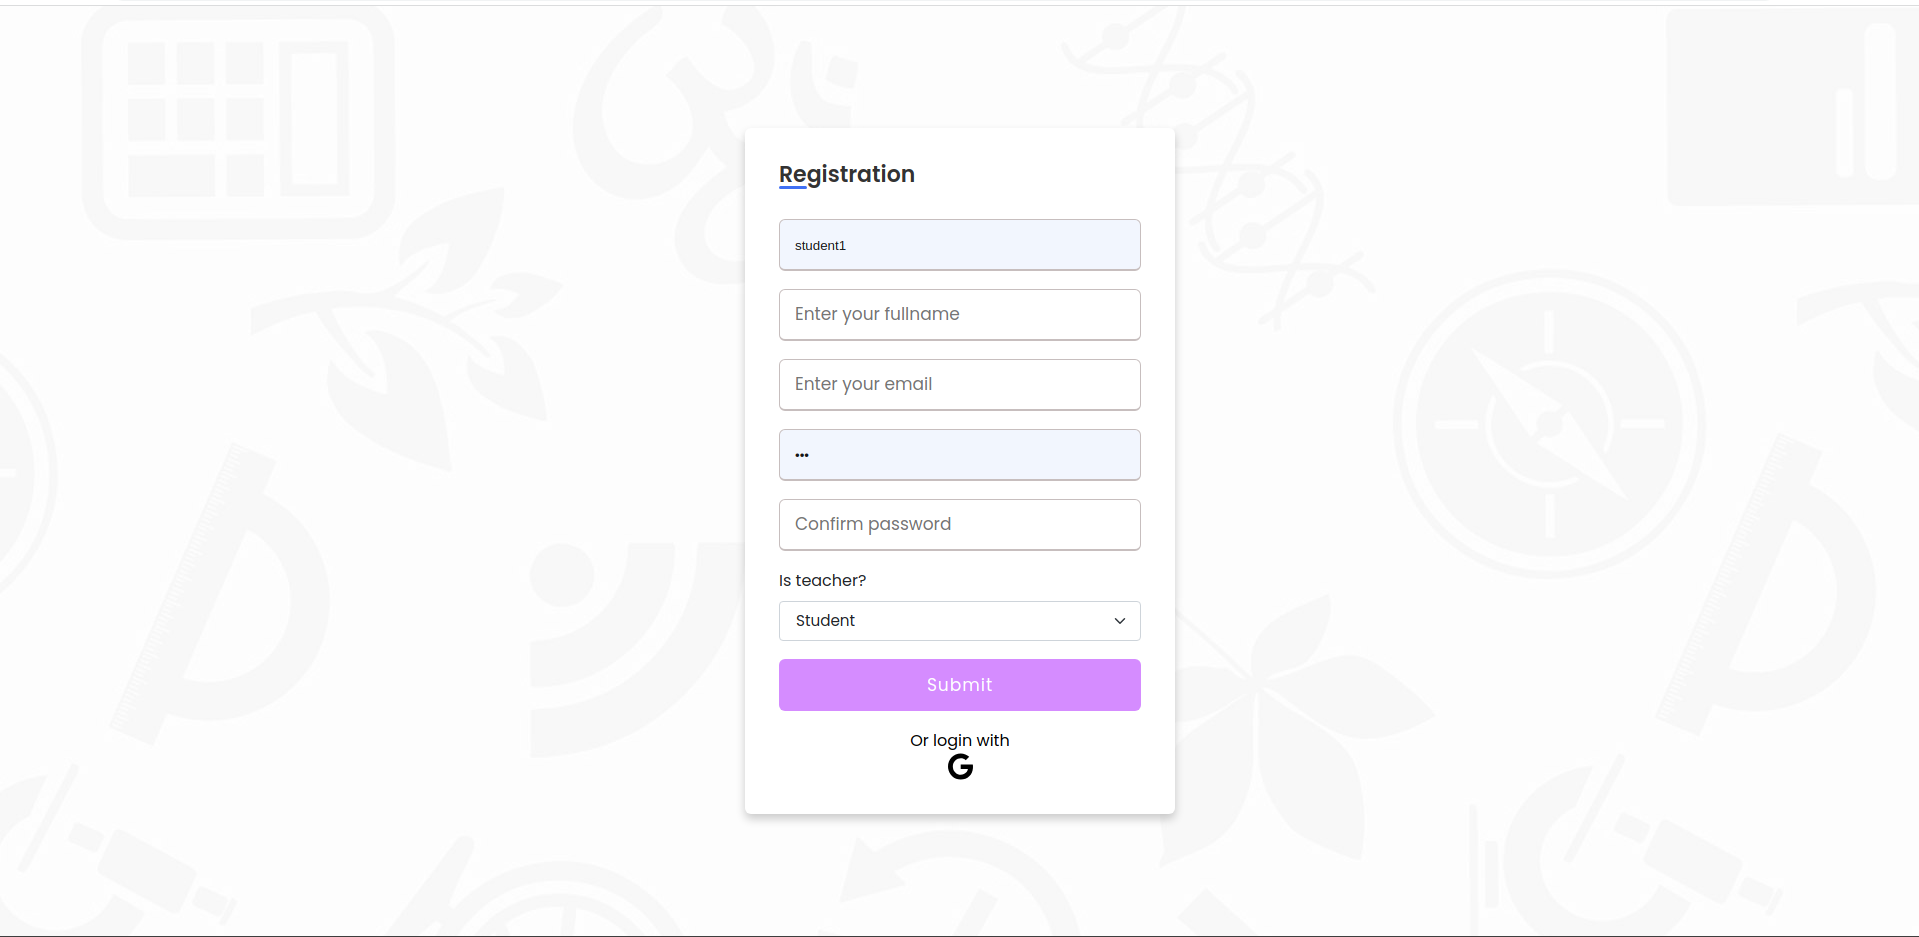 Registration
student1
Enter your fullname
Enter your email
•••
Confirm password
Is teacher?
Student
Submit
Or login with
G